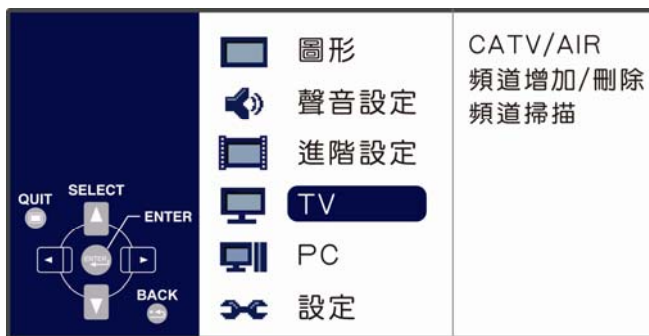 QUIT
SELECT
ENTER
ENTER
BACK
圖形
聲音設定
進階設定
TV
PC
設定
CATV/AIR
頻道增加/刪除
頻道掃描